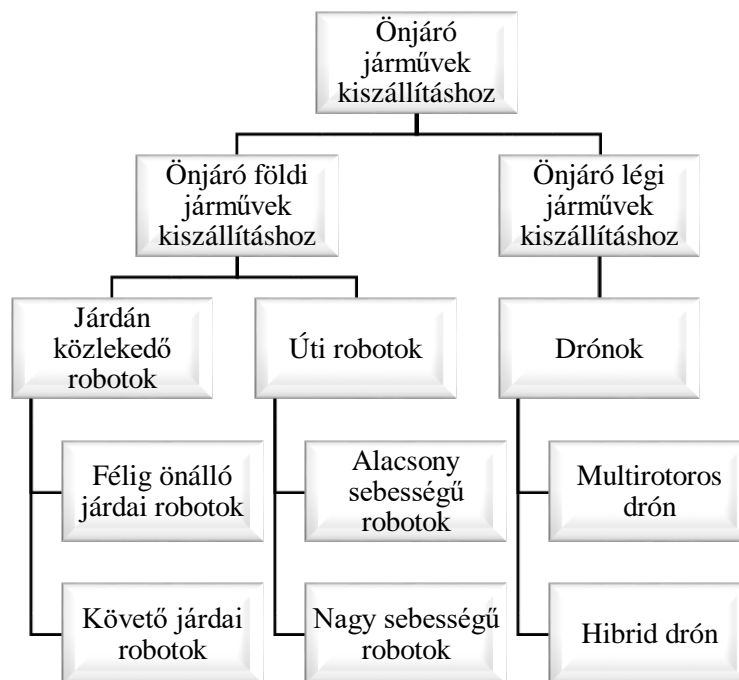 Önjáró
járművek
kiszállításhoz
Önjáró földi
járművek
kiszállításhoz
Önjáró légi
járművek
kiszállításhoz
Járdán
közlekedő
robotok
Úti robotok
Drónok
Félig önálló
járdai robotok
Alacsony
sebességű
robotok
Multirotoros
drón
Követő járdai
robotok
Nagy sebességű
robotok
Hibrid drón